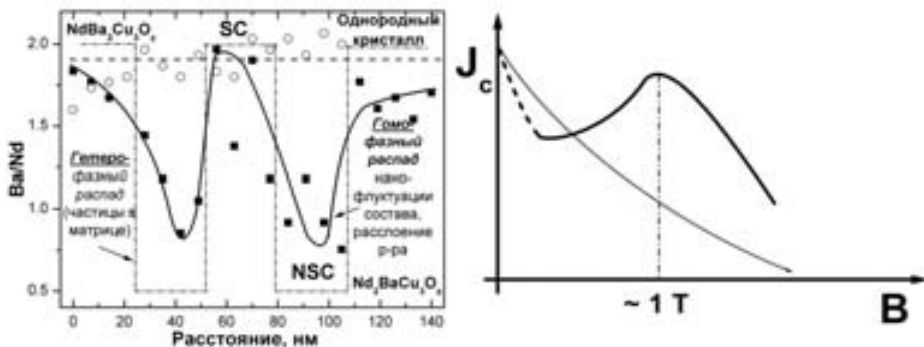 NdBa₂Cu₃Oₓ
SC
Однородный
кристалл
Гетеро-
фазный
распад
(частицы в
матрице)
Гомо-
фазный
распад
нано-
флуктуации
состава,
расслоение
р-ра
NSC
Nd₂BaCu₃Oₓ
2.0
1.5
1.0
0.5
Ba/Nd
0 20 40 60 80 100 120 140
Расстояние, нм
Jc
~ 1 T
B